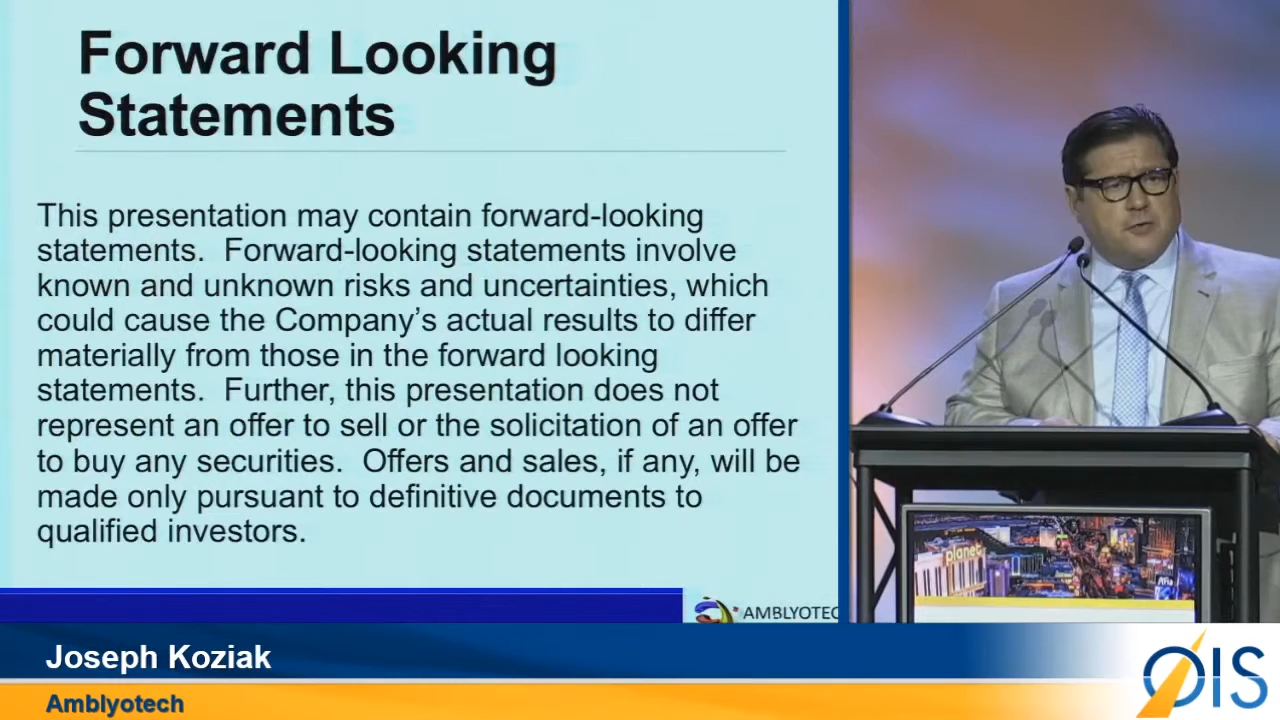 Forward Looking
Statements
This presentation may contain forward-looking
statements.  Forward-looking statements involve
known and unknown risks and uncertainties, which
could cause the Company’s actual results to differ
materially from those in the forward looking
statements.  Further, this presentation does not
represent an offer to sell or the solicitation of an offer
to buy any securities.  Offers and sales, if any, will be
made only pursuant to definitive documents to
qualified investors.
AMBLYOTEC
planet
Joseph Koziak
Amblyotech
OIS